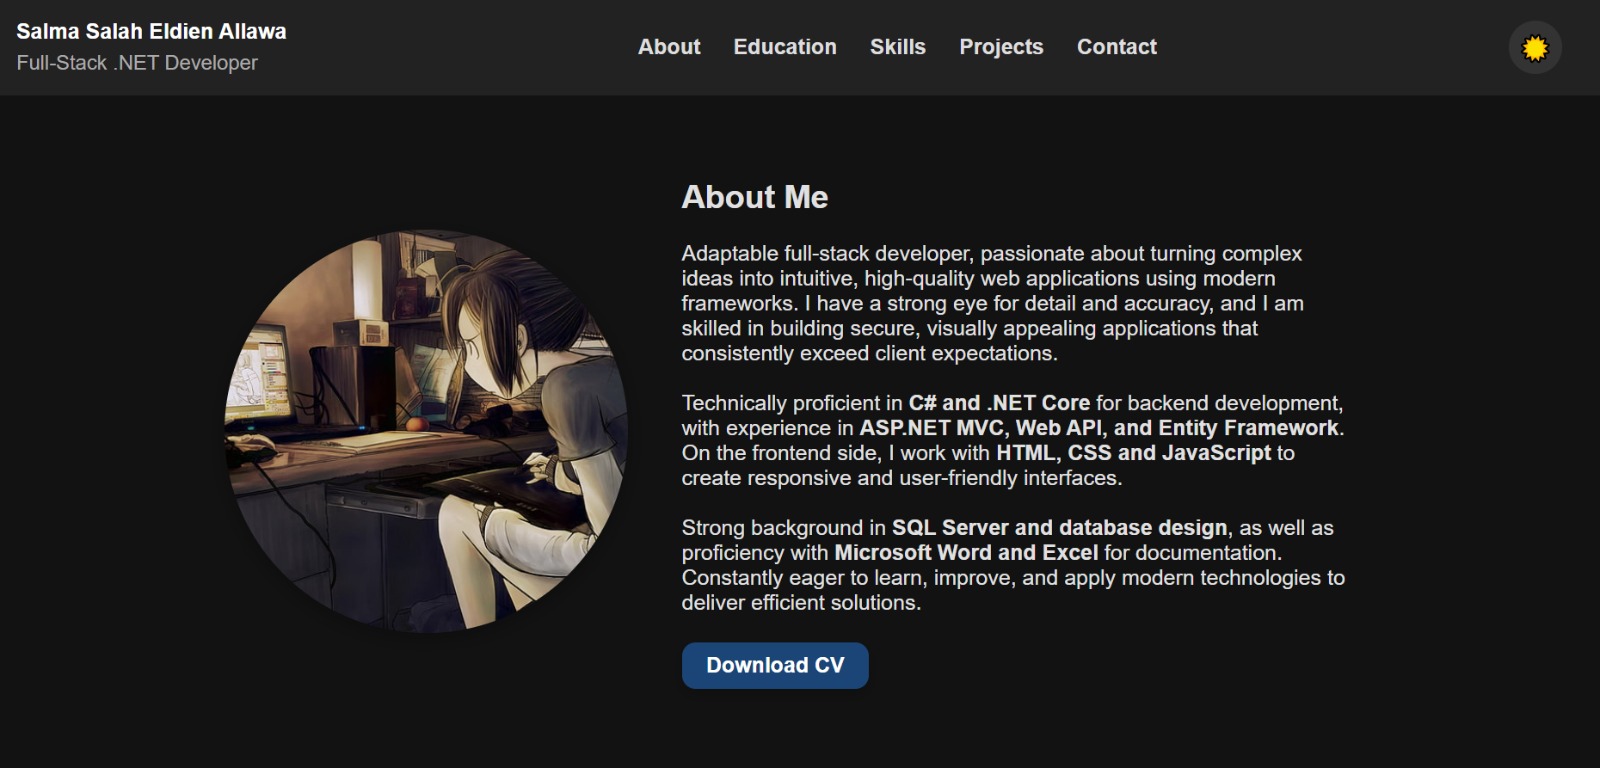 Salma Salah Eldien Allawa
Full-Stack .NET Developer
About Education Skills Projects Contact
About Me
Adaptable full-stack developer, passionate about turning complex
ideas into intuitive, high-quality web applications using modern
frameworks. I have a strong eye for detail and accuracy, and I am
skilled in building secure, visually appealing applications that
consistently exceed client expectations.
Technically proficient in C# and .NET Core for backend development,
with experience in ASP.NET MVC, Web API, and Entity Framework.
On the frontend side, I work with HTML, CSS and JavaScript to
create responsive and user-friendly interfaces.
Strong background in SQL Server and database design, as well as
proficiency with Microsoft Word and Excel for documentation.
Constantly eager to learn, improve, and apply modern technologies to
deliver efficient solutions.
Download CV